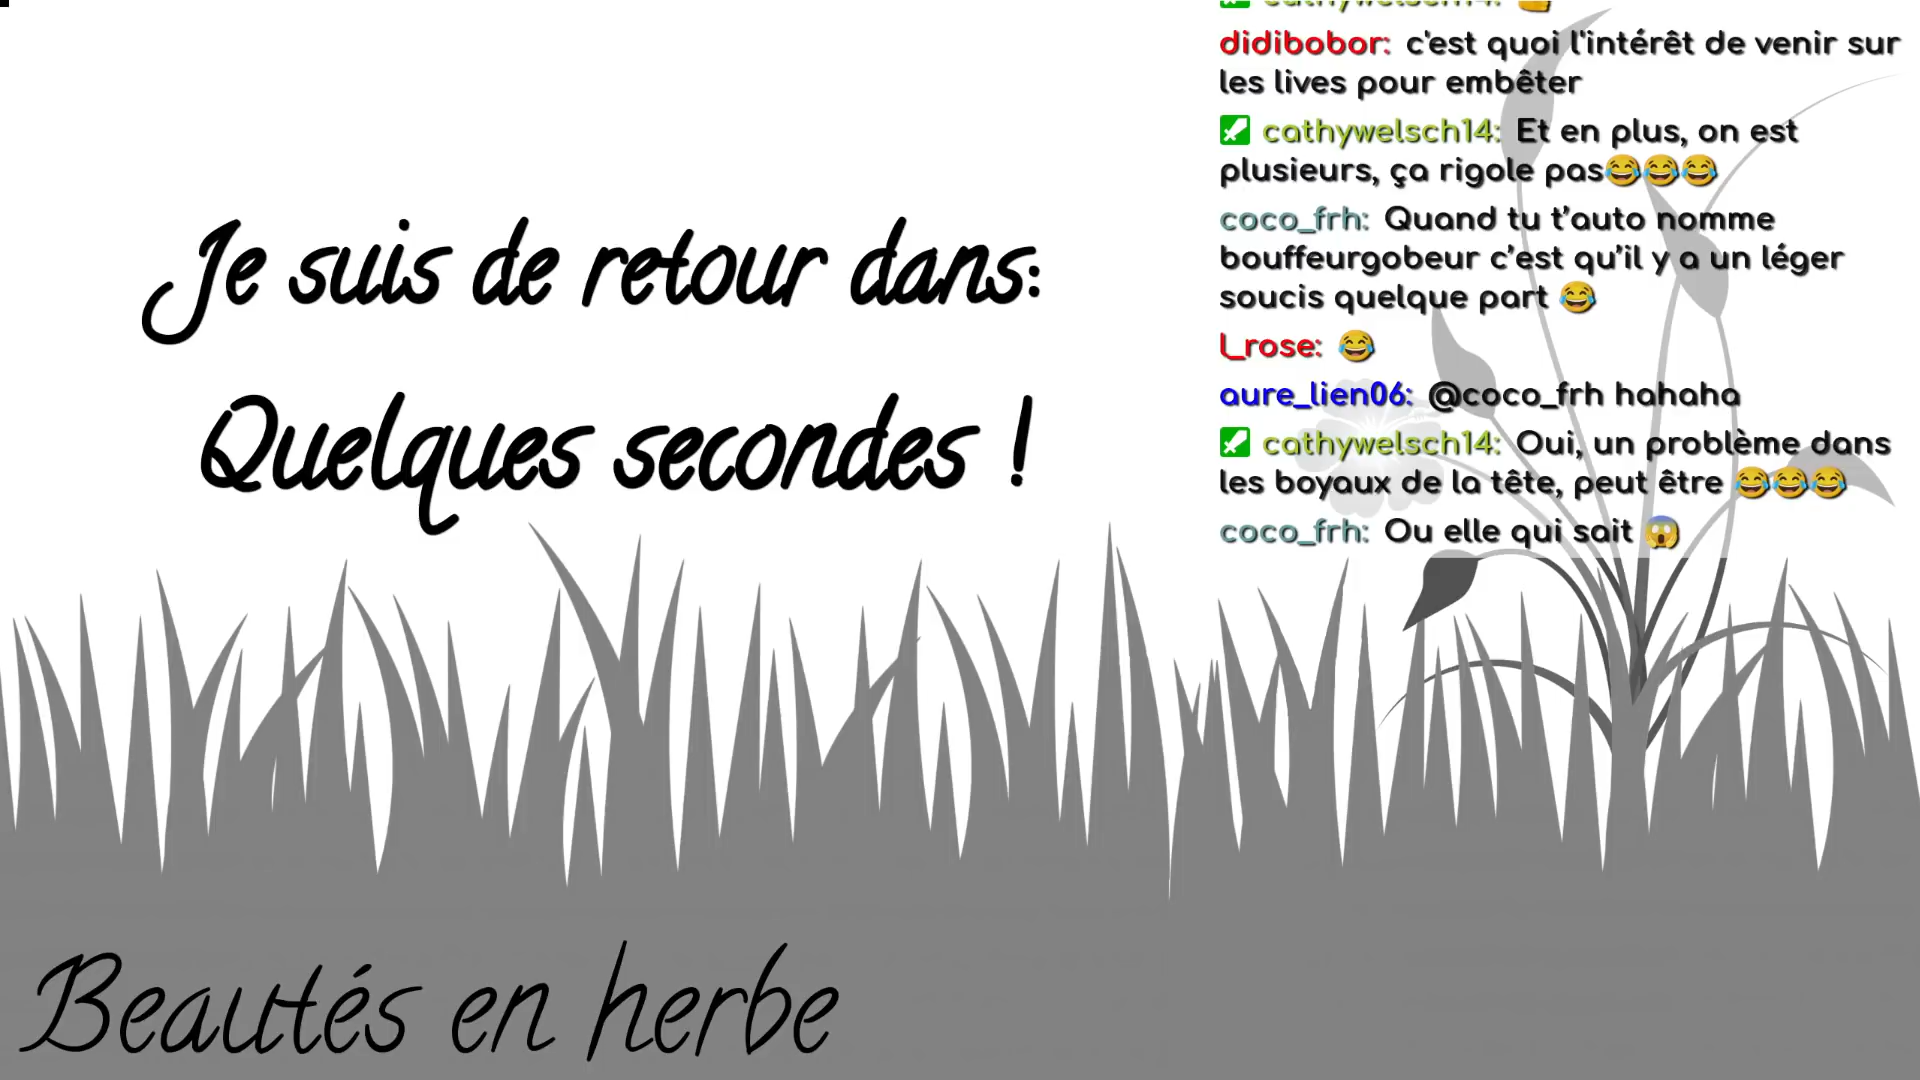 Je suis de retour dans:
Quelques secondes !
Beautés en herbe
cathywelsch14: 👍
didibobor: c'est quoi l'intérêt de venir sur
les lives pour embêter
cathywelsch14: Et en plus, on est
plusieurs, ça rigole pas😂😂😂
coco_frh: Quand tu t’auto nomme
bouffeurgobeur c’est qu’il y a un léger
soucis quelque part 😂
l_rose: 😂
aure_lien06: @coco_frh hahaha
cathywelsch14: Oui, un problème dans
les boyaux de la tête, peut être 😂😂😂
coco_frh: Ou elle qui sait 😱